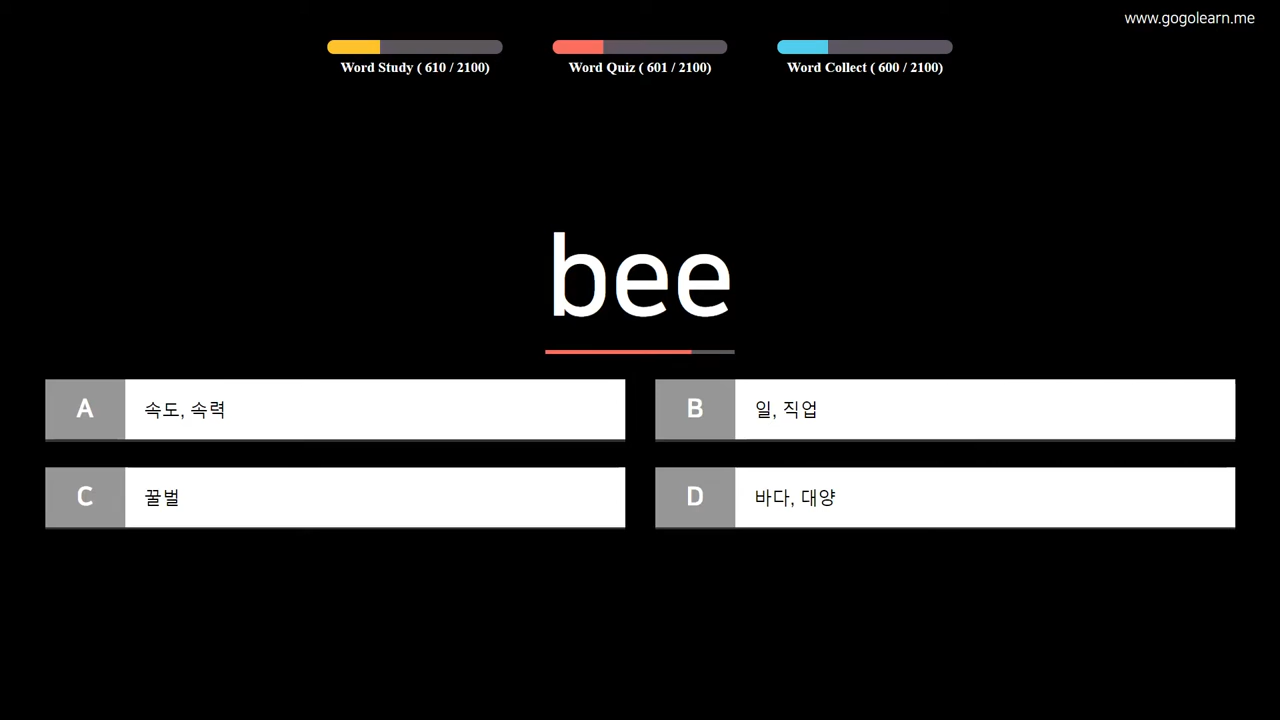 www.gogolearn.me
Word Study ( 610 / 2100)
Word Quiz ( 601 / 2100)
Word Collect ( 600 / 2100)
bee
A 속도, 속력
B 일, 직업
C 꿀벌
D 바다, 대양